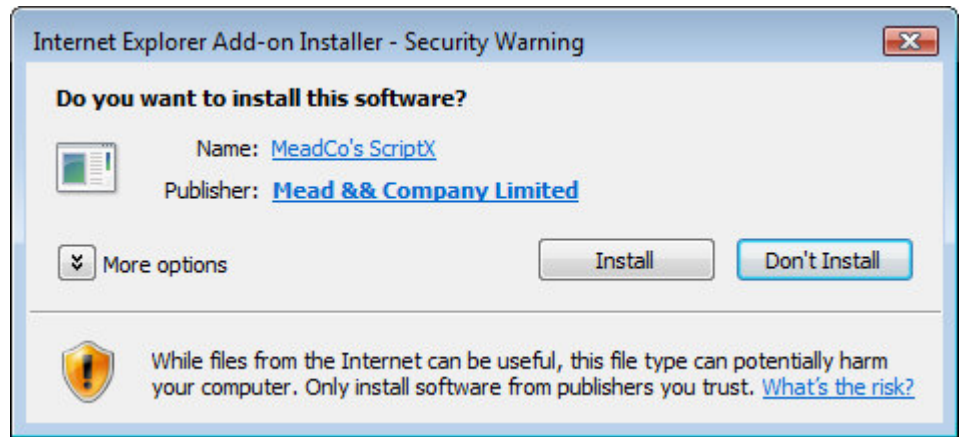 Internet Explorer Add-on Installer - Security Warning
Do you want to install this software?
Name: MeadCo's ScriptX
Publisher: Mead && Company Limited
More options
Install
Don't Install
While files from the Internet can be useful, this file type can potentially harm
your computer. Only install software from publishers you trust. What's the risk?